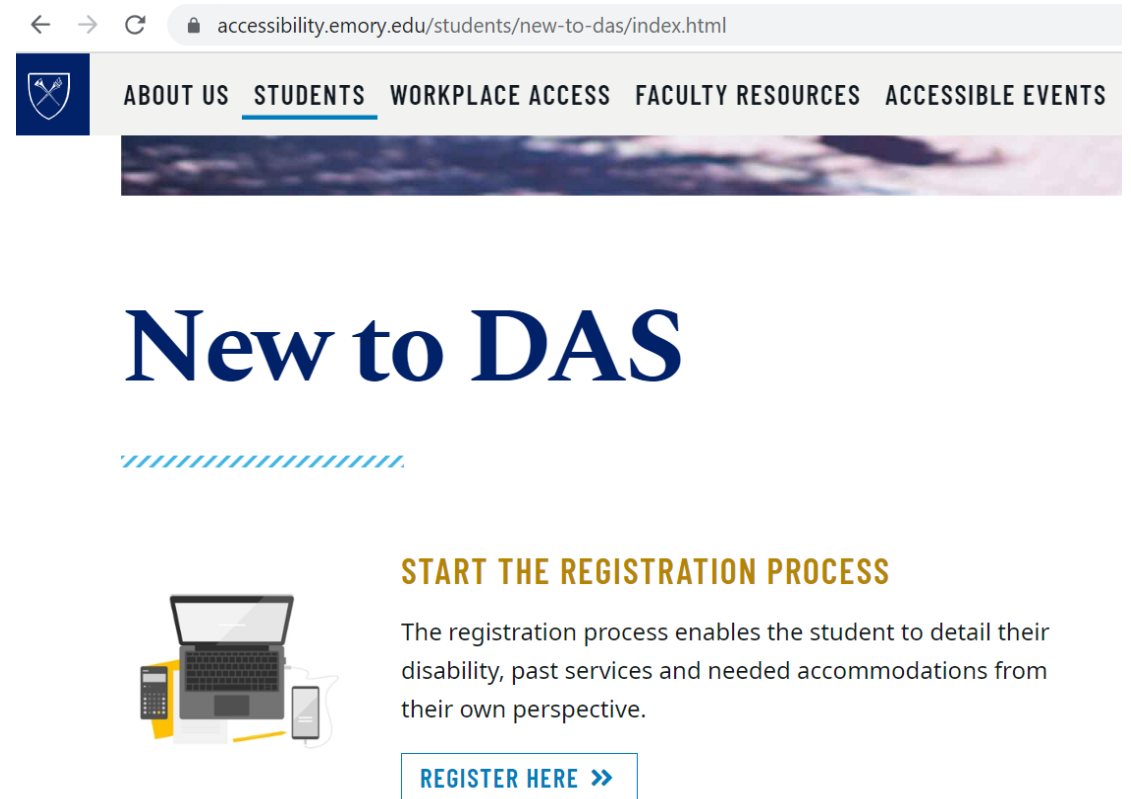 accessibility.emory.edu/students/new-to-das/index.html
ABOUT US STUDENTS WORKPLACE ACCESS FACULTY RESOURCES ACCESSIBLE EVENTS
New to DAS
START THE REGISTRATION PROCESS
The registration process enables the student to detail their
disability, past services and needed accommodations from
their own perspective.
REGISTER HERE »